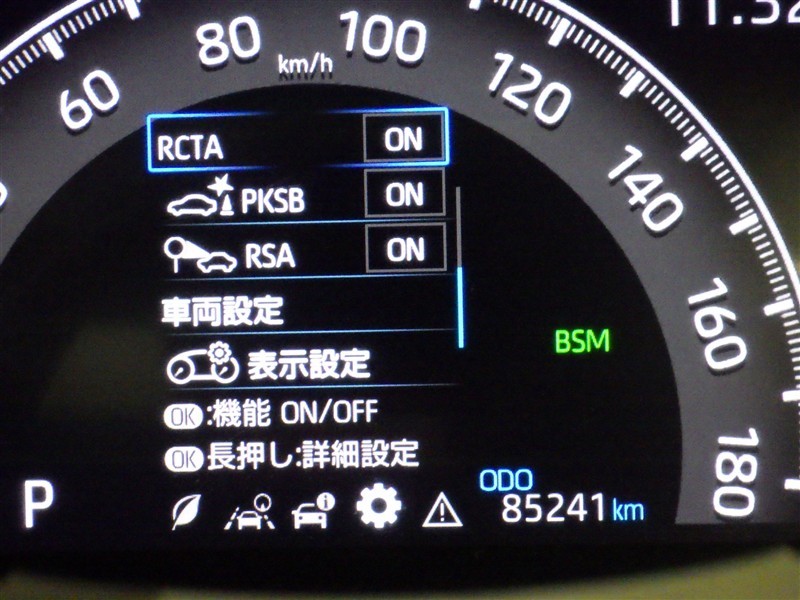 11:52
60
80
100
120
140
160
180
km/h
RCTA ON
PKSB ON
RSA ON
車両設定
表示設定
OK:機能 ON/OFF
OK長押し:詳細設定
BSM
P
ODO
85241 km